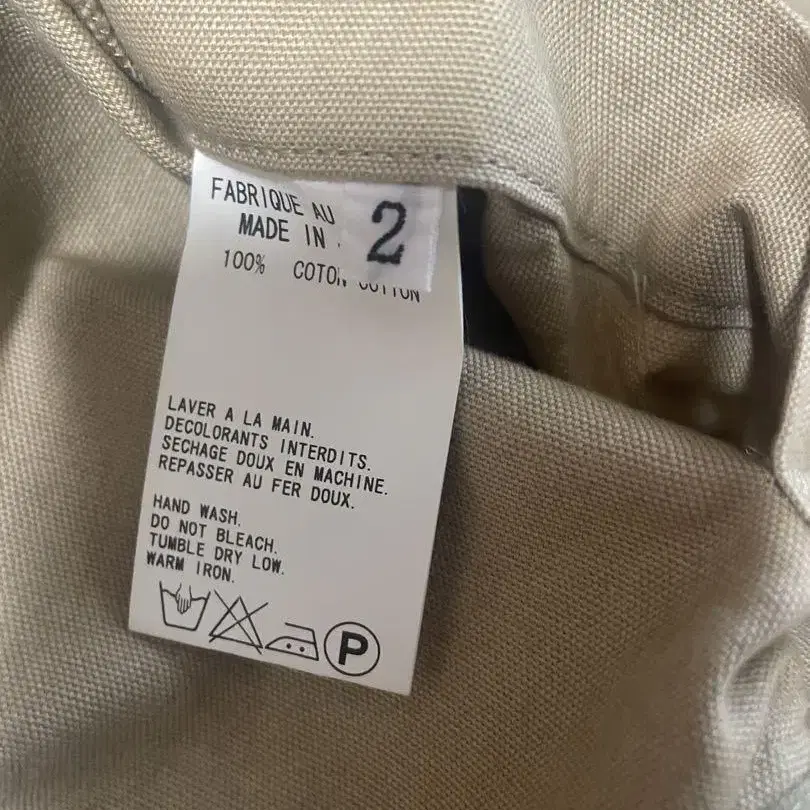 FABRIQUE AU
MADE IN
2
100% COTON COTTON
LAVER A LA MAIN.
DECOLORANTS INTERDITS.
SECHAGE DOUX EN MACHINE.
REPASSER AU FER DOUX.
HAND WASH.
DO NOT BLEACH.
TUMBLE DRY LOW.
WARM IRON.
P